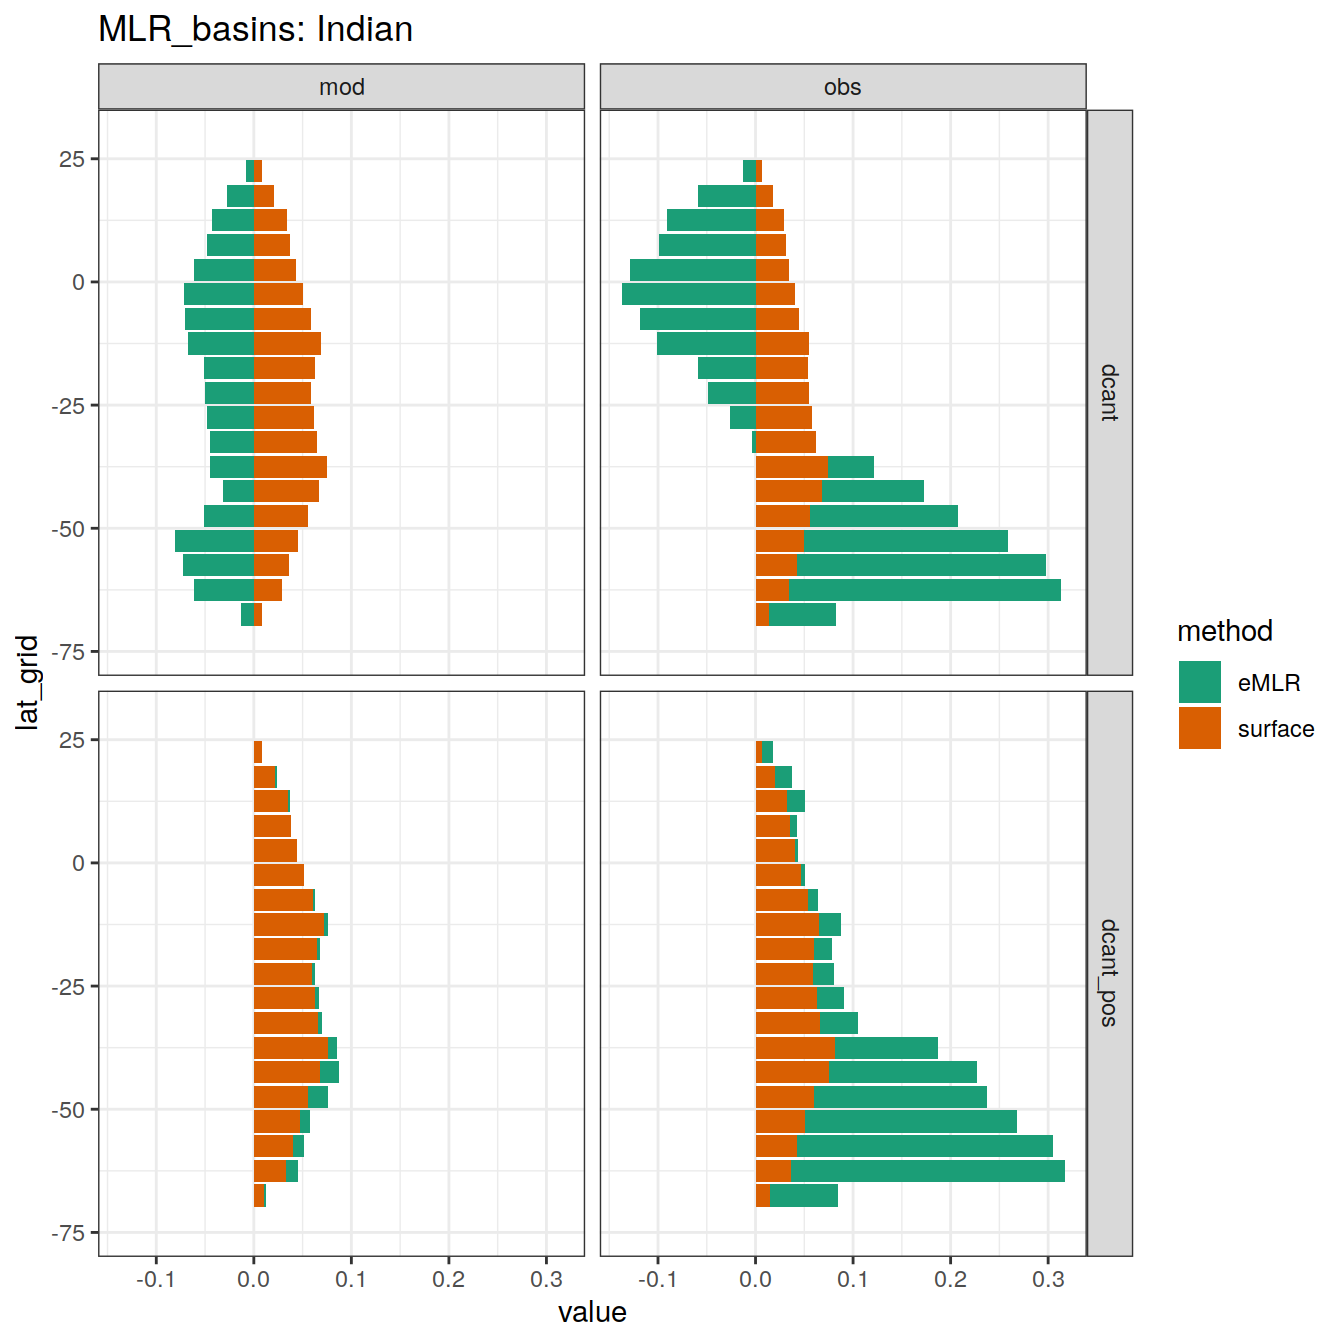 MLR_basins: Indian
mod
obs
25
0
-25
-50
-75
dcant
25
0
-25
-50
-75
dcant_pos
lat_grid
-0.1
0.0
0.1
0.2
0.3
-0.1
0.0
0.1
0.2
0.3
value
method
eMLR
surface